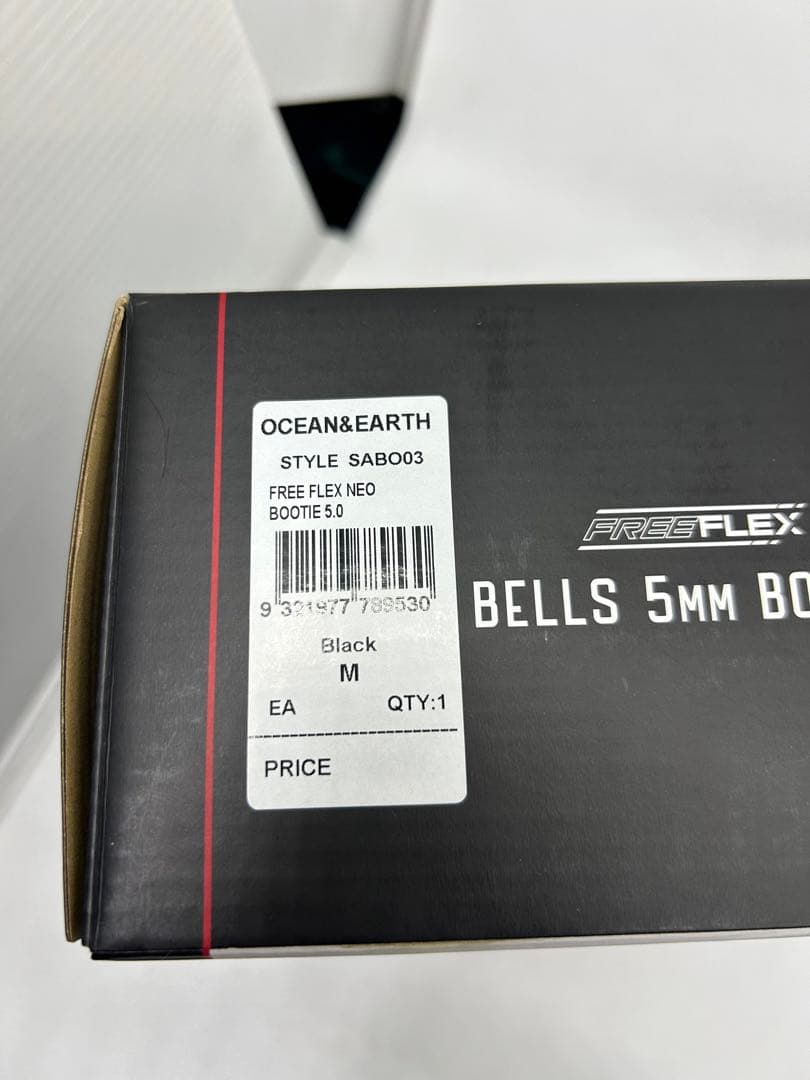 OCEAN&EARTH
STYLE SABO03
FREE FLEX NEO
BOOTIE 5.0
9 321977 789530
Black
M
EA QTY:1
PRICE
FREEFLEX
BELLS 5MM BO